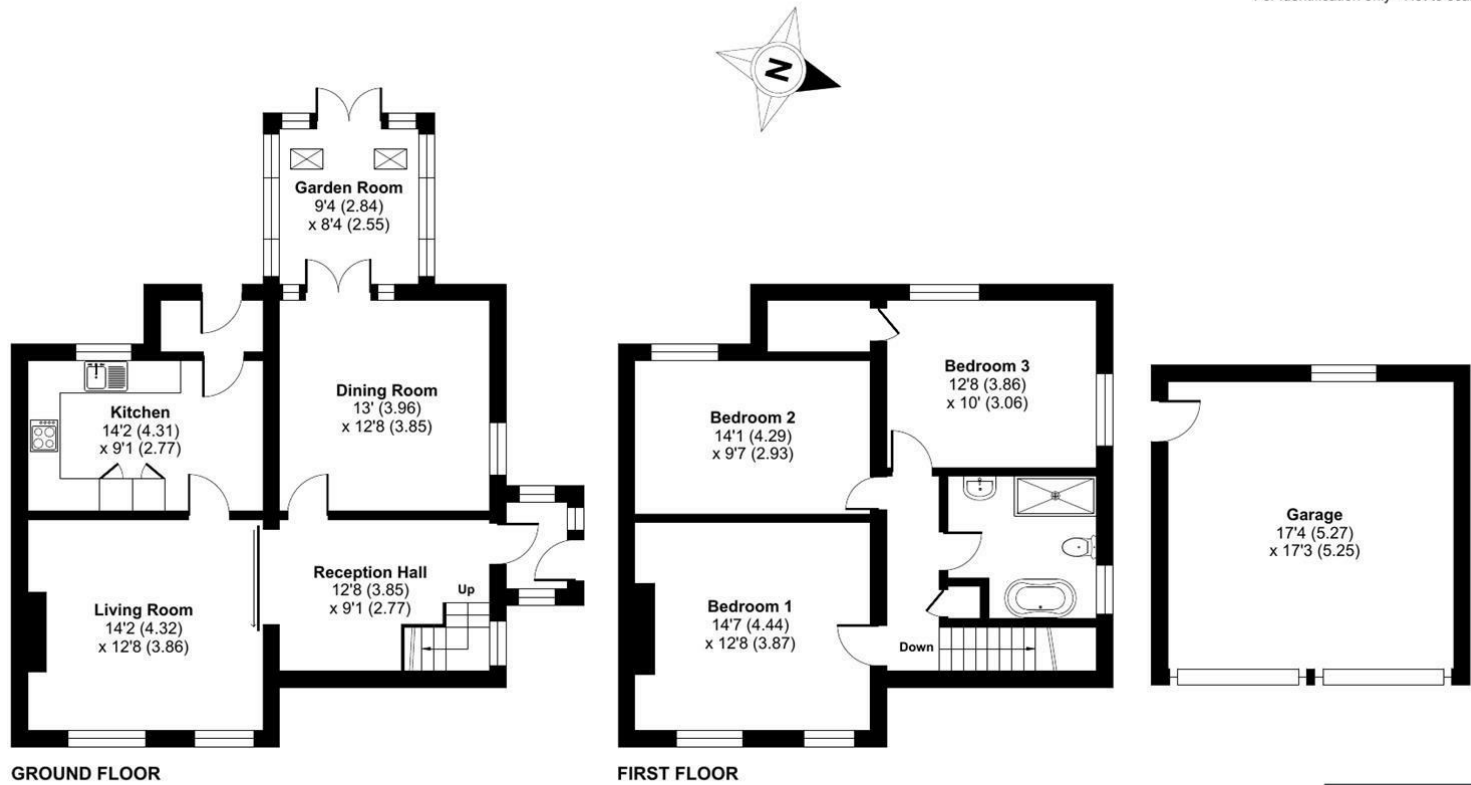 N
Garden Room
9'4 (2.84)
x 8'4 (2.55)
Dining Room
13' (3.96)
x 12'8 (3.85)
Kitchen
14'2 (4.31)
x 9'1 (2.77)
Reception Hall
12'8 (3.85)
x 9'1 (2.77)
Up
Living Room
14'2 (4.32)
x 12'8 (3.86)
GROUND FLOOR
Bedroom 3
12'8 (3.86)
x 10' (3.06)
Bedroom 2
14'1 (4.29)
x 9'7 (2.93)
Bedroom 1
14'7 (4.44)
x 12'8 (3.87)
Down
FIRST FLOOR
Garage
17'4 (5.27)
x 17'3 (5.25)